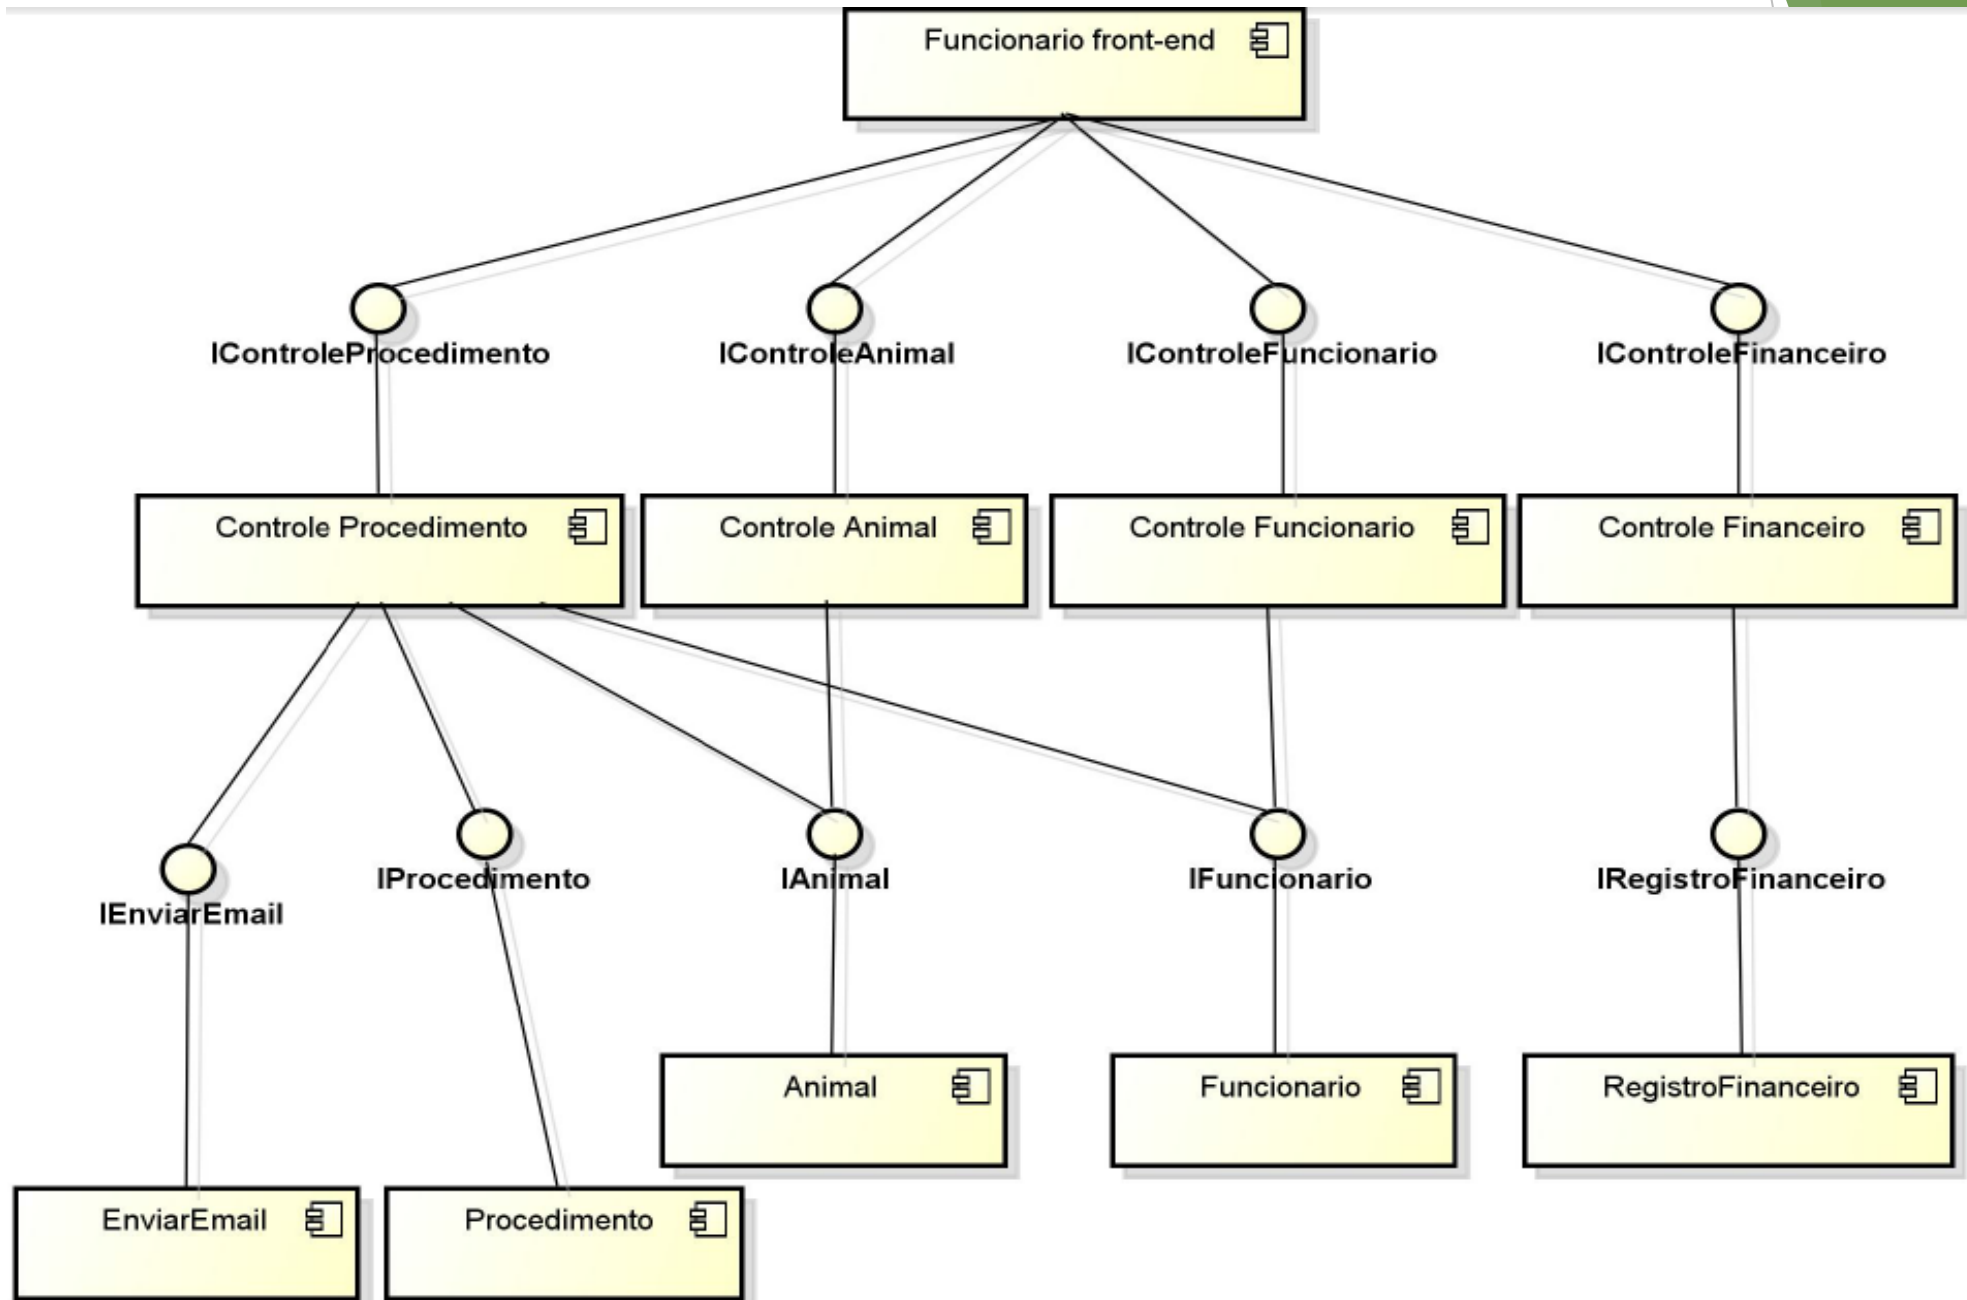 Funcionario front-end
IControleProcedimento
IControleAnimal
IControleFuncionario
IControleFinanceiro
Controle Procedimento
Controle Animal
Controle Funcionario
Controle Financeiro
IEnviarEmail
IProcedimento
IAnimal
IFuncionario
IRegistroFinanceiro
Animal
Funcionario
RegistroFinanceiro
EnviarEmail
Procedimento